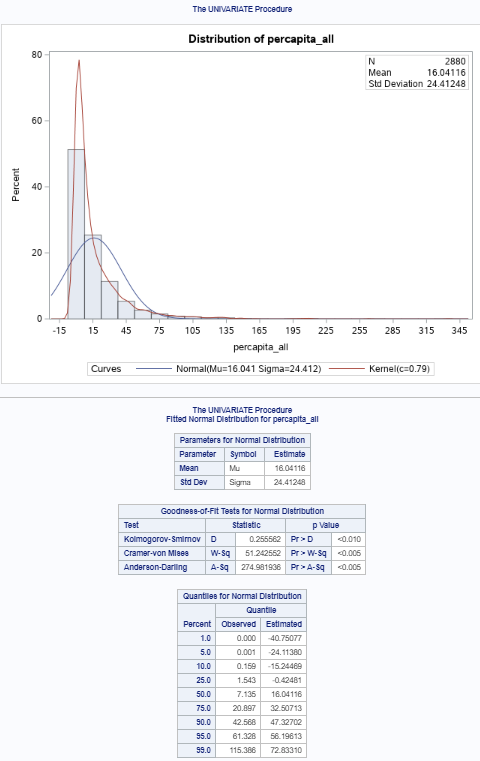 The UNIVARIATE Procedure
Distribution of percapita_all
N 2880
Mean 16.04116
Std Deviation 24.41248
80
60
40
20
0
Percent
-15 15 45 75 105 135 165 195 225 255 285 315 345
percapita_all
Curves Normal(Mu=16.041 Sigma=24.412) Kernel(c=0.79)
The UNIVARIATE Procedure
Fitted Normal Distribution for percapita_all
Parameters for Normal Distribution
Parameter Symbol Estimate
Mean Mu 16.04116
Std Dev Sigma 24.41248
Goodness-of-Fit Tests for Normal Distribution
Test Statistic p Value
Kolmogorov-Smirnov D 0.255562 Pr > D <0.010
Cramer-von Mises W-Sq 51.242552 Pr > W-Sq <0.005
Anderson-Darling A-Sq 274.981936 Pr > A-Sq <0.005
Quantiles for Normal Distribution
Quantile
Percent Observed Estimated
1.0 0.000 -40.75077
5.0 0.001 -24.11380
10.0 0.159 -15.24469
25.0 1.543 -0.42481
50.0 7.135 16.04116
75.0 20.897 32.50713
90.0 42.568 47.32702
95.0 61.328 56.19613
99.0 115.386 72.83310